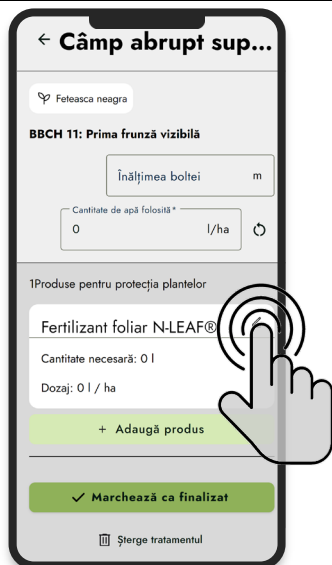 Câmp abrupt sup...
Feteasca neagra
BBCH 11: Prima frunză vizibilă
Înălțimea boltei m
Cantitate de apă folosită*
0 l/ha
1Produse pentru protecția plantelor
Fertilizant foliar N-LEAF®
Cantitate necesară: 0 l
Dozaj: 0 l / ha
+ Adaugă produs
Marchează ca finalizat
Șterge tratamentul